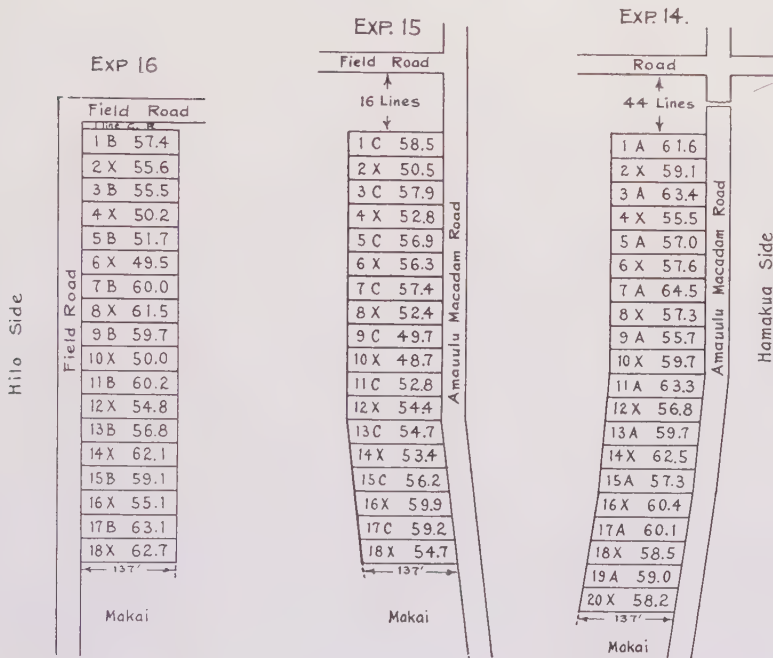 Exp 16
Field Road
1 line C. P.
1 B 57.4
2 X 55.6
3 B 55.5
4 X 50.2
5 B 51.7
6 X 49.5
7 B 60.0
8 X 61.5
9 B 59.7
10 X 50.0
11 B 60.2
12 X 54.8
13 B 56.8
14 X 62.1
15 B 59.1
16 X 55.1
17 B 63.1
18 X 62.7
137'
Makai
Field Road
Hilo Side
Exp. 15
Field Road
16 Lines
1 C 58.5
2 X 50.5
3 C 57.9
4 X 52.8
5 C 56.9
6 X 56.3
7 C 57.4
8 X 52.4
9 C 49.7
10 X 48.7
11 C 52.8
12 X 54.4
13 C 54.7
14 X 53.4
15 C 56.2
16 X 59.9
17 C 59.2
18 X 54.7
137'
Makai
Amauulu Macadam Road
Exp. 14.
Road
44 Lines
1 A 61.6
2 X 59.1
3 A 63.4
4 X 55.5
5 A 57.0
6 X 57.6
7 A 64.5
8 X 57.3
9 A 55.7
10 X 59.7
11 A 63.3
12 X 56.8
13 A 59.7
14 X 62.5
15 A 57.3
16 X 60.4
17 A 60.1
18 X 58.5
19 A 59.0
20 X 58.2
137'
Makai
Amauulu Macadam Road
Hamakua Side